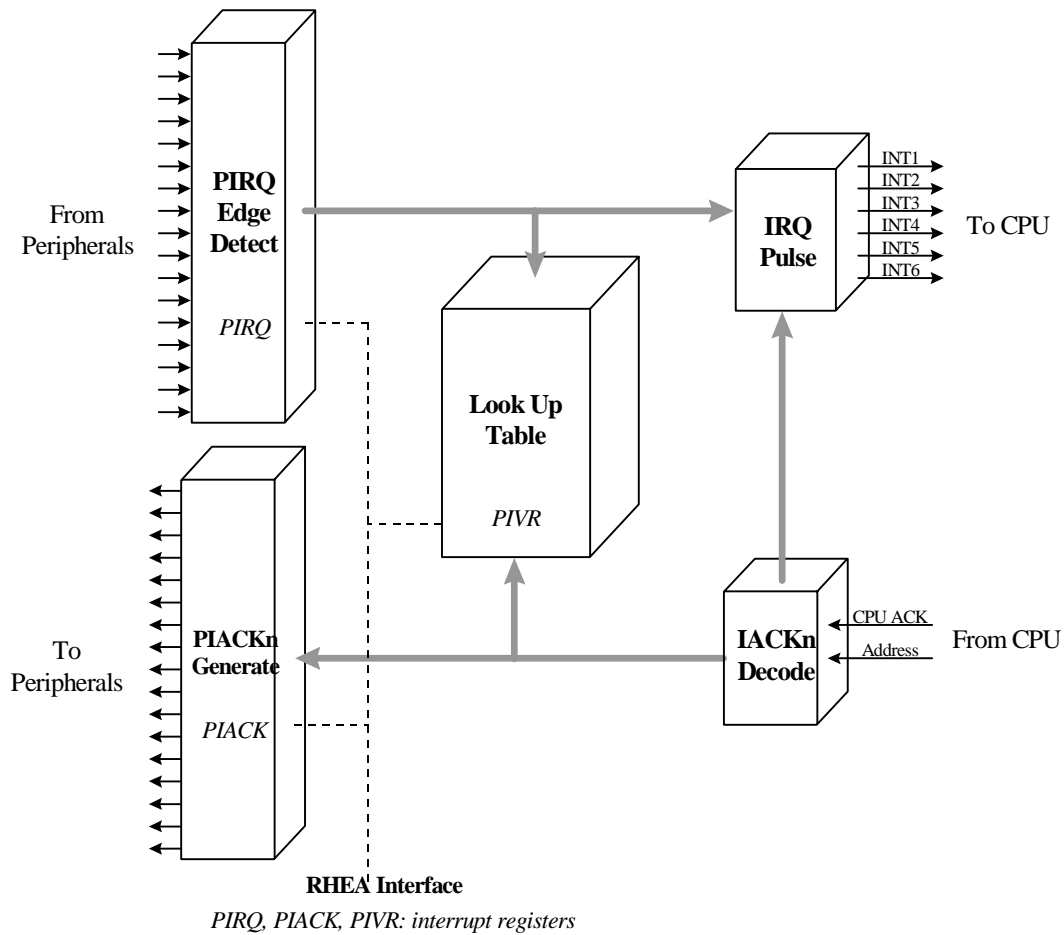 From
Peripherals
PIRQ
Edge
Detect
PIRQ
IRQ
Pulse
INT1
INT2
INT3
INT4
INT5
INT6
To CPU
Look Up
Table
PIVR
To
Peripherals
PIACKn
Generate
PIACK
IACKn
Decode
CPU ACK
Address
From CPU
RHEA Interface
PIRQ, PIACK, PIVR: interrupt registers